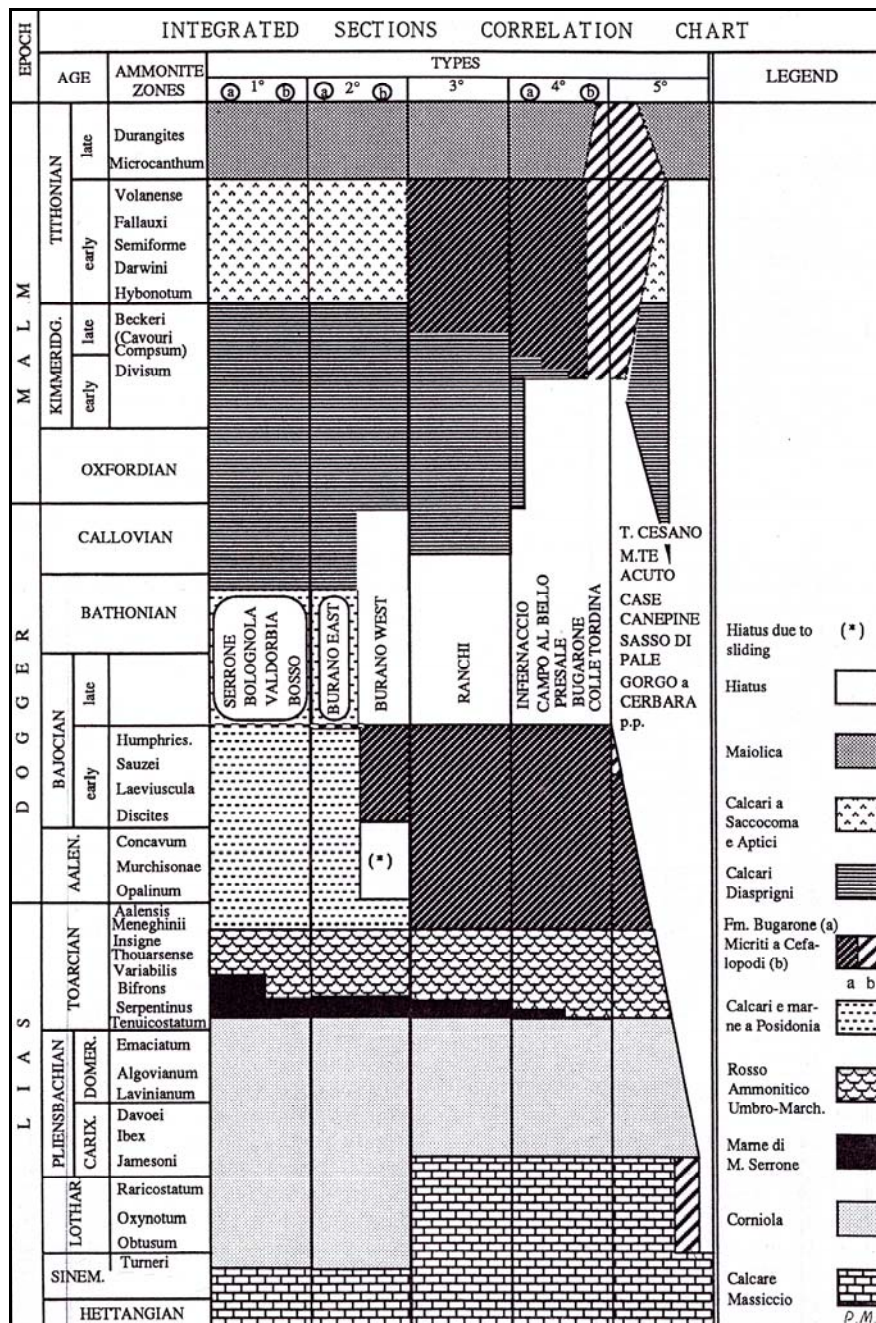 INTEGRATED SECTIONS CORRELATION CHART
EPOCH
AGE
AMMONITE
ZONES
TYPES
a 1° b
a 2° b
3°
a 4° b
5°
LEGEND
MALM
TITHONIAN
late
Durangites
Microcanthum
early
Volanense
Fallauxi
Semiforme
Darwini
Hybonotum
KIMMERIDG.
late
Beckeri
(Cavouri
Compsum)
early
Divisum
OXFORDIAN
DOGGER
CALLOVIAN
BATHONIAN
BAJOCIAN
late
early
Humphries.
Sauzei
Laeviuscula
Discites
AALEN.
Concavum
Murchisonae
Opalinum
LIAS
TOARCIAN
Aalensis
Meneghinii
Insigne
Thouarsense
Variabilis
Bifrons
Serpentinus
Tenuicostatum
PLIENSBACHIAN
DOMER.
Emaciatum
Algovianum
Lavinianum
CARIX.
Davoei
Ibex
Jamesoni
LOTHAR.
Raricostatum
Oxynotum
Obtusum
SINEM.
Turneri
HETTANGIAN
SERRONE
BOLOGNOLA
VALDORBIA
BOSSO
BURANO EAST
BURANO WEST
(*)
RANCHI
INFERNACCIO
CAMPO AL BELLO
PRESALE
BUGARONE
COLLE TORDINA
T. CESANO
M.TE
ACUTO
CASE
CANEPINE
SASSO DI
PALE
GORGO a
CERBARA
p.p.
Hiatus due to (*)
sliding
Hiatus
Maiolica
Calcari a
Saccocoma
e Aptici
Calcari
Diasprigni
Fm. Bugarone (a)
Micriti a Cefa-
lopodi (b)
a b
Calcari e mar-
ne a Posidonia
Rosso
Ammonitico
Umbro-March.
Marne di
M. Serrone
Corniola
Calcare
Massiccio
P.M.